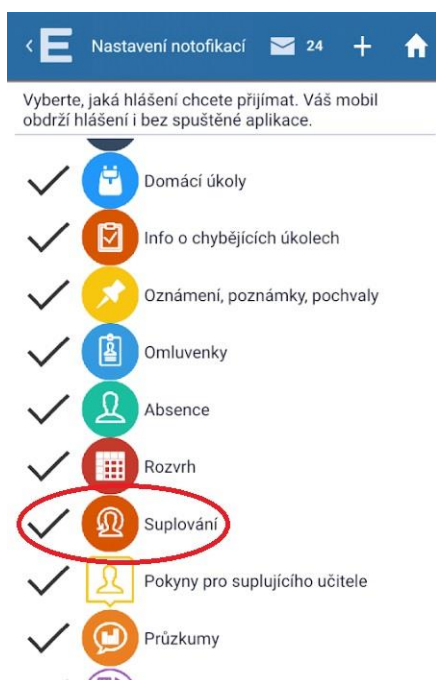 E Nastavení notofikací 24 +
Vyberte, jaká hlášení chcete přijímat. Váš mobil
obdrží hlášení i bez spuštěné aplikace.
Domácí úkoly
Info o chybějících úkolech
Oznámení, poznámky, pochvaly
Omluvenky
Absence
Rozvrh
Suplování
Pokyny pro suplujícího učitele
Průzkumy